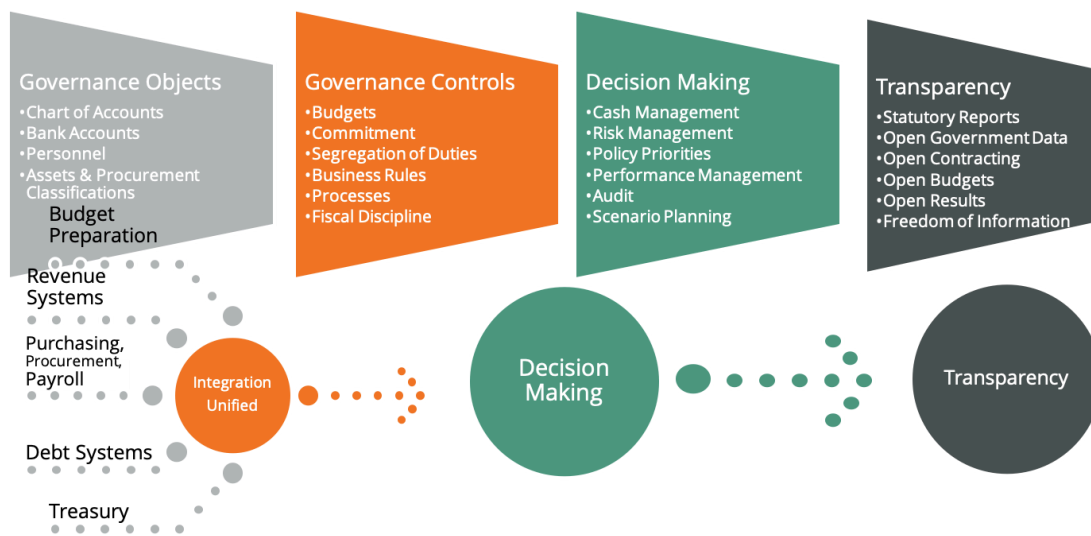 Governance Objects
•Chart of Accounts
•Bank Accounts
•Personnel
•Assets & Procurement
Classifications
Governance Controls
•Budgets
•Commitment
•Segregation of Duties
•Business Rules
•Processes
•Fiscal Discipline
Decision Making
•Cash Management
•Risk Management
•Policy Priorities
•Performance Management
•Audit
•Scenario Planning
Transparency
•Statutory Reports
•Open Government Data
•Open Contracting
•Open Budgets
•Open Results
•Freedom of Information
Budget
Preparation
Revenue
Systems
Purchasing,
Procurement,
Payroll
Debt Systems
Treasury
Integration
Unified
Decision
Making
Transparency